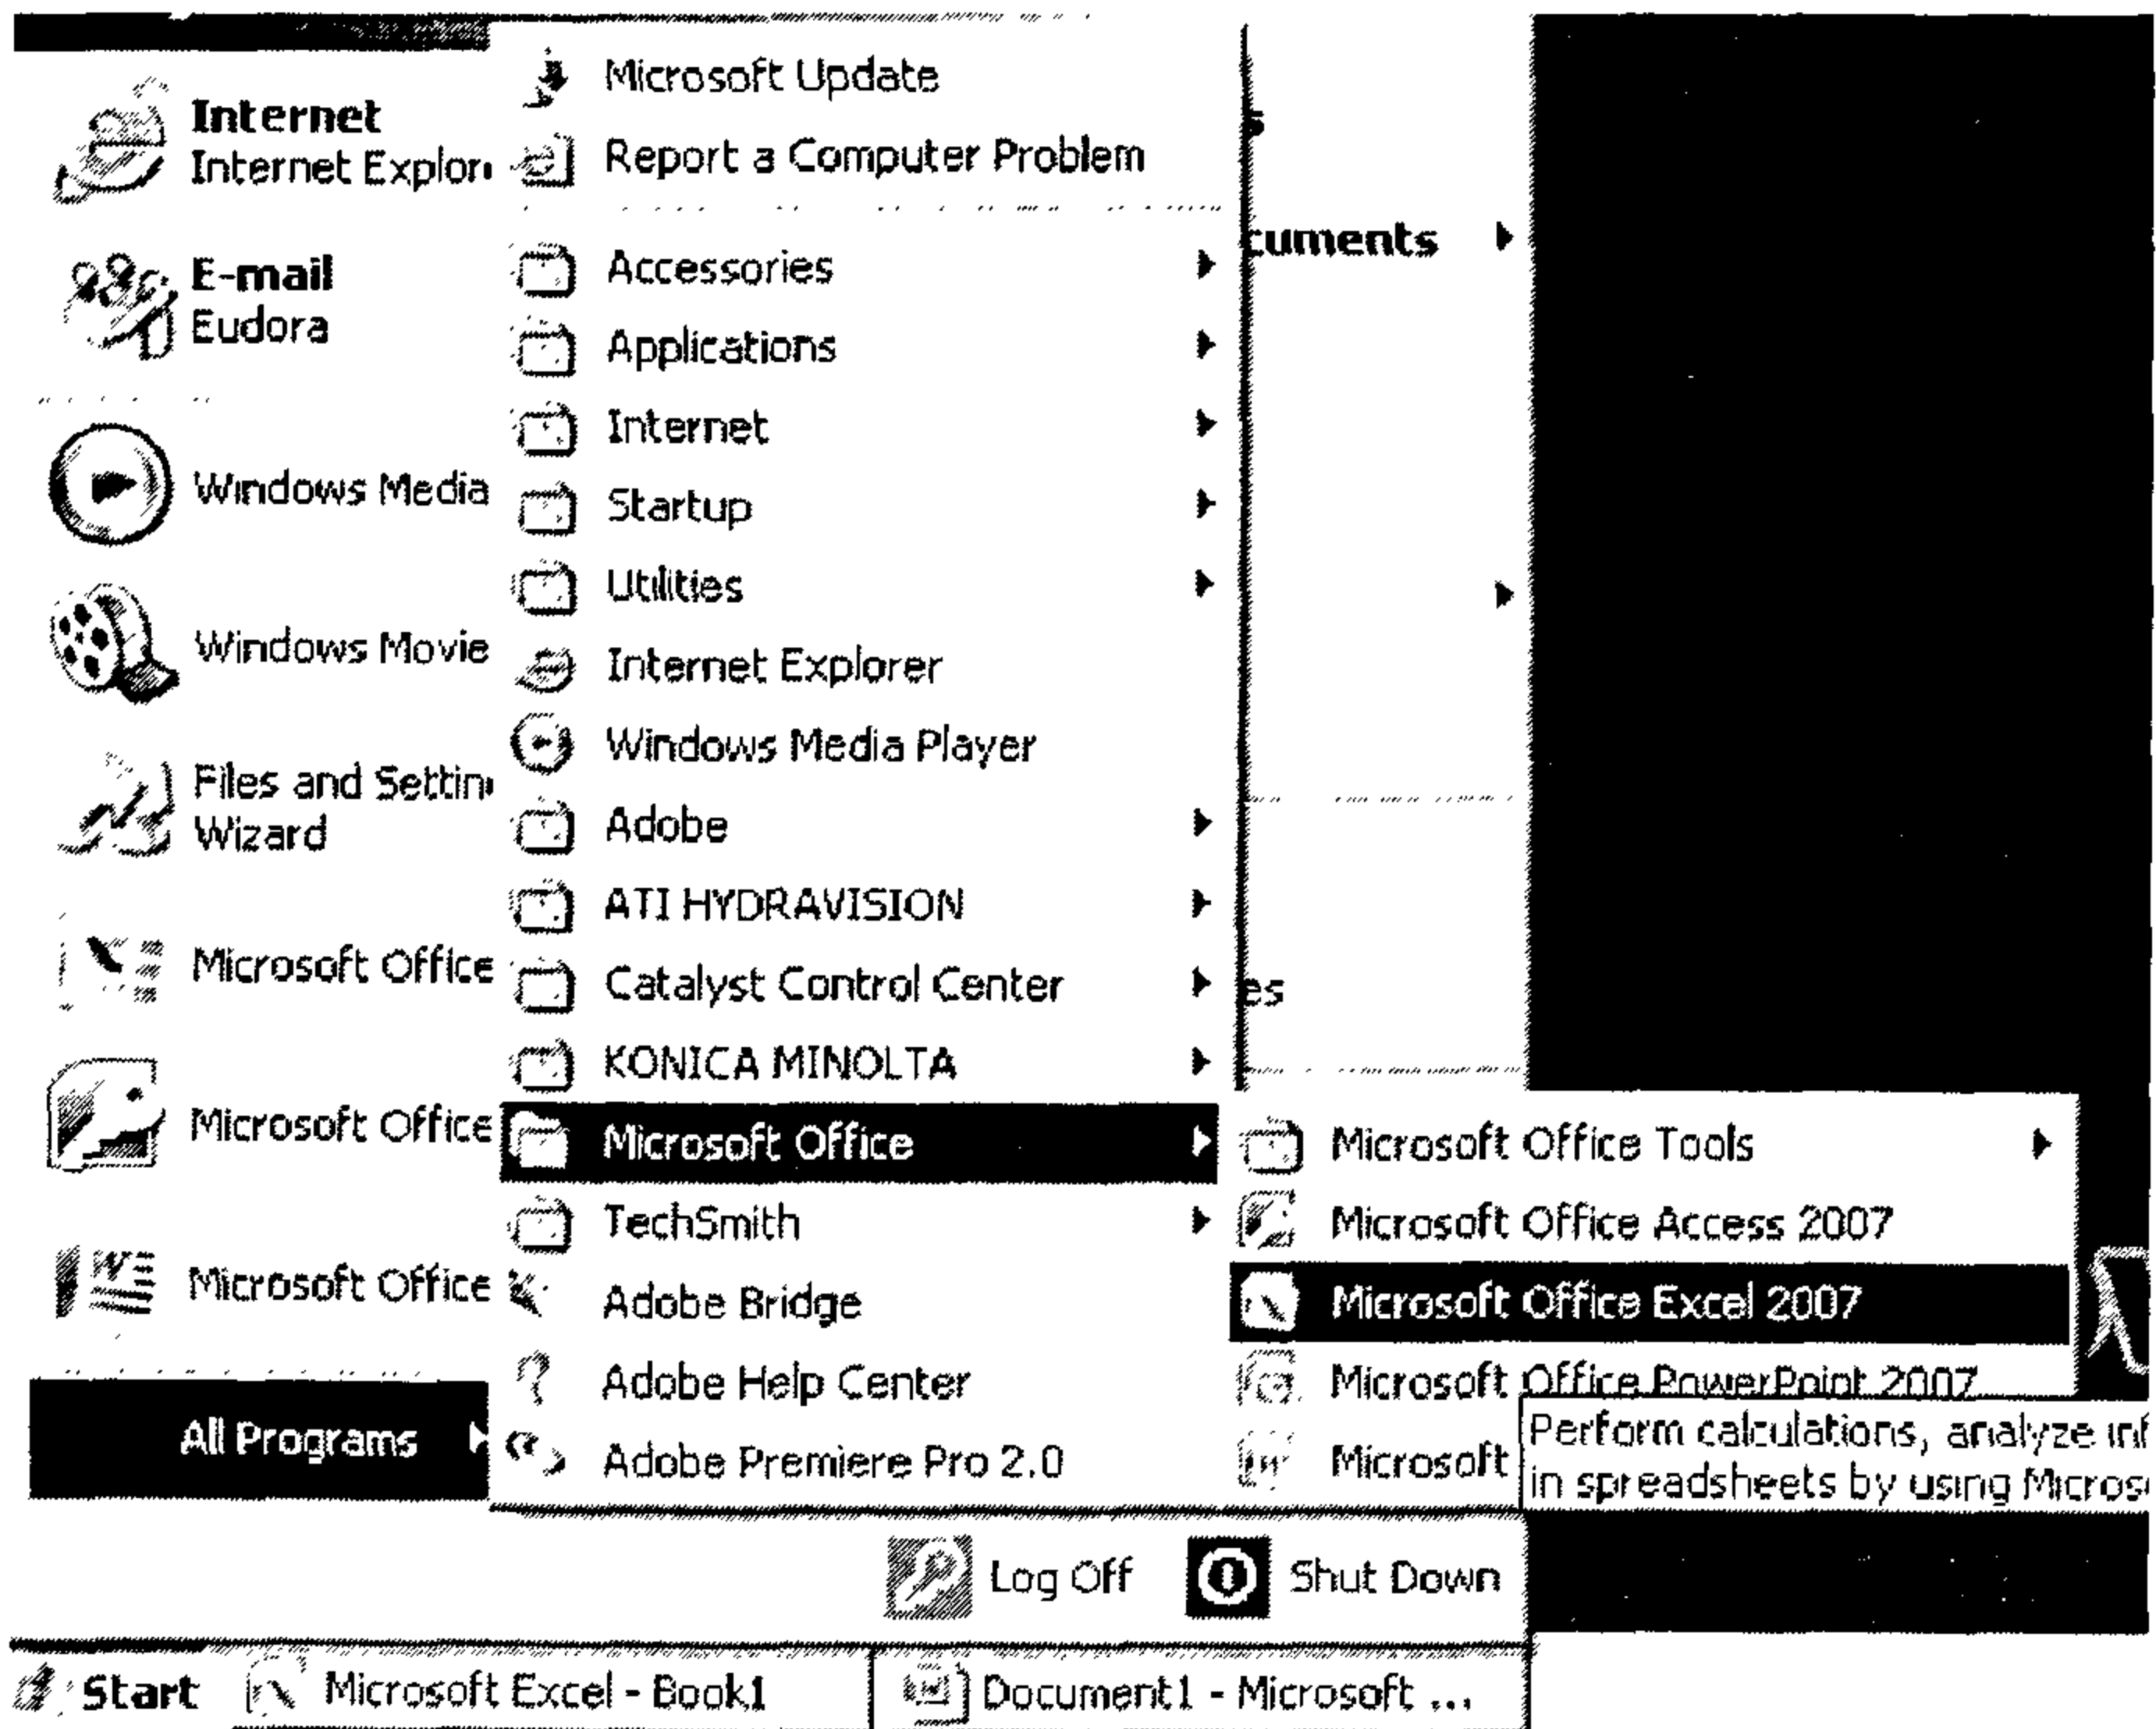 Internet
Internet Explor
E-mail
Eudora
Windows Media
Windows Movie
Files and Settin
Wizard
Microsoft Office
Microsoft Office
Microsoft Office
All Programs
Microsoft Update
Report a Computer Problem
Accessories
Applications
Internet
Startup
Utilities
Internet Explorer
Windows Media Player
Adobe
ATI HYDRAVISION
Catalyst Control Center
KONICA MINOLTA
Microsoft Office
TechSmith
Adobe Bridge
Adobe Help Center
Adobe Premiere Pro 2.0
s
cuments
es
Microsoft Office Tools
Microsoft Office Access 2007
Microsoft Office Excel 2007
Microsoft Office PowerPoint 2007
Microsoft
Perform calculations, analyze inf
in spreadsheets by using Micros
Log Off
Shut Down
Start
Microsoft Excel - Book1
Document1 - Microsoft ...